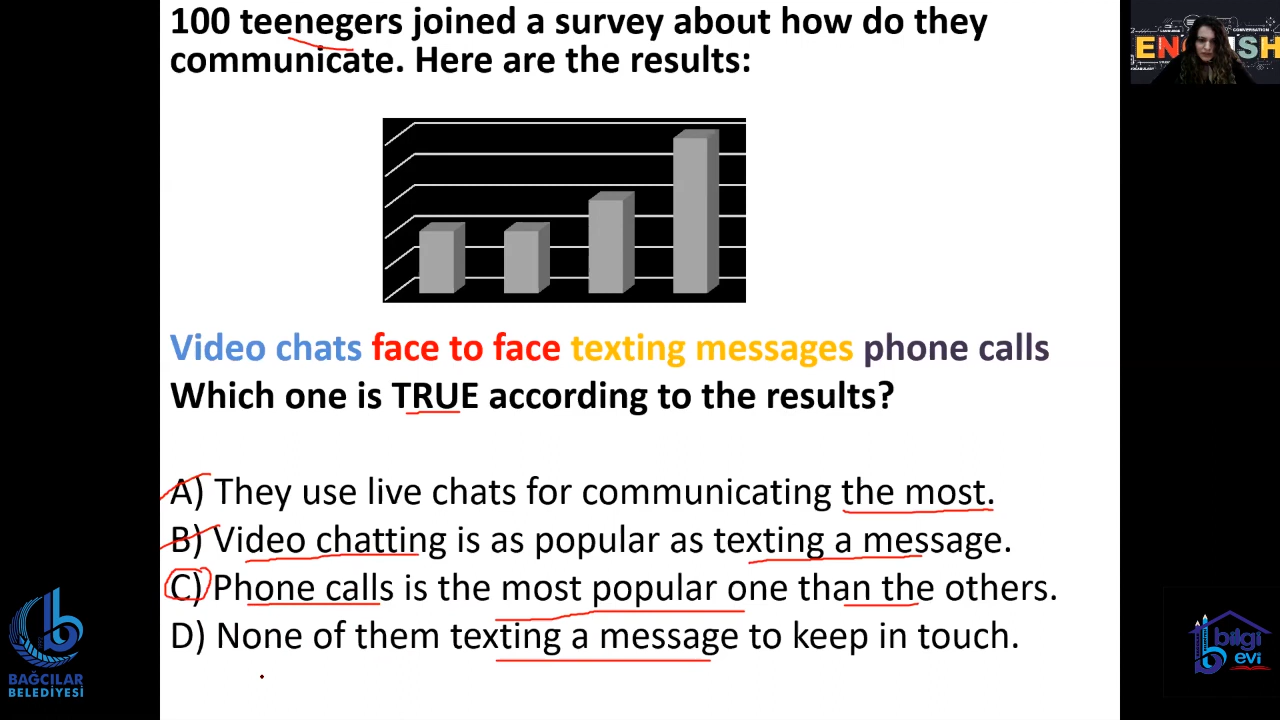 100 teenegers joined a survey about how do they
communicate. Here are the results:
Video chats face to face texting messages phone calls
Which one is TRUE according to the results?
A) They use live chats for communicating the most.
B) Video chatting is as popular as texting a message.
C) Phone calls is the most popular one than the others.
D) None of them texting a message to keep in touch.
BAĞCILAR
BELEDİYESİ
bilgi
evi
ENGLISH
CONVERSATION